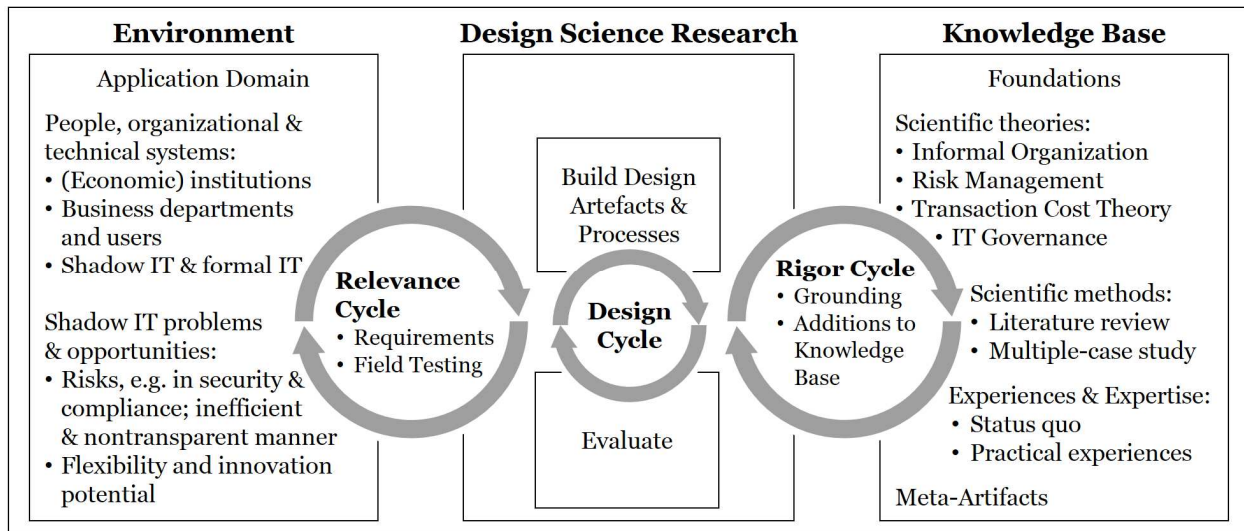 Environment
Application Domain
People, organizational &
technical systems:
• (Economic) institutions
• Business departments
and users
• Shadow IT & formal IT
Shadow IT problems
& opportunities:
• Risks, e.g. in security &
compliance; inefficient
& nontransparent manner
• Flexibility and innovation
potential
Relevance
Cycle
• Requirements
• Field Testing
Design Science Research
Build Design
Artefacts &
Processes
Design
Cycle
Evaluate
Rigor Cycle
• Grounding
• Additions to
Knowledge
Base
Knowledge Base
Foundations
Scientific theories:
• Informal Organization
• Risk Management
• Transaction Cost Theory
• IT Governance
Scientific methods:
• Literature review
• Multiple-case study
Experiences & Expertise:
• Status quo
• Practical experiences
Meta-Artifacts